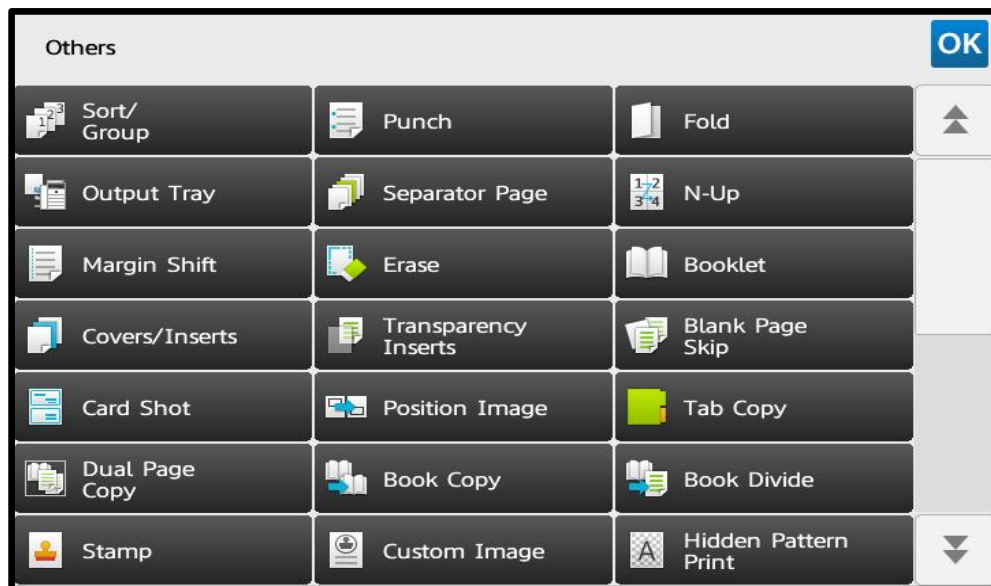 Others
OK
Sort/
Group
Punch
Fold
Output Tray
Separator Page
N-Up
Margin Shift
Erase
Booklet
Covers/Inserts
Transparency
Inserts
Blank Page
Skip
Card Shot
Position Image
Tab Copy
Dual Page
Copy
Book Copy
Book Divide
Stamp
Custom Image
Hidden Pattern
Print